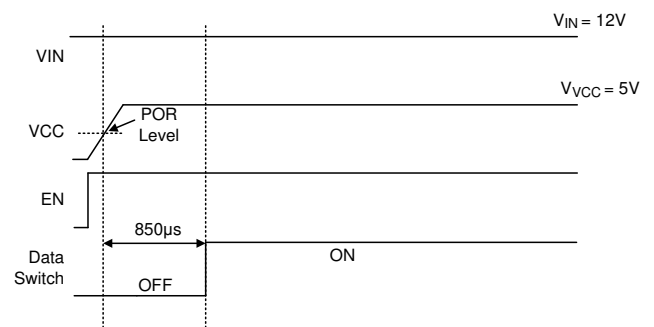 V_IN = 12V
VIN
V_VCC = 5V
POR
Level
VCC
EN
850µs
Data
Switch
ON
OFF